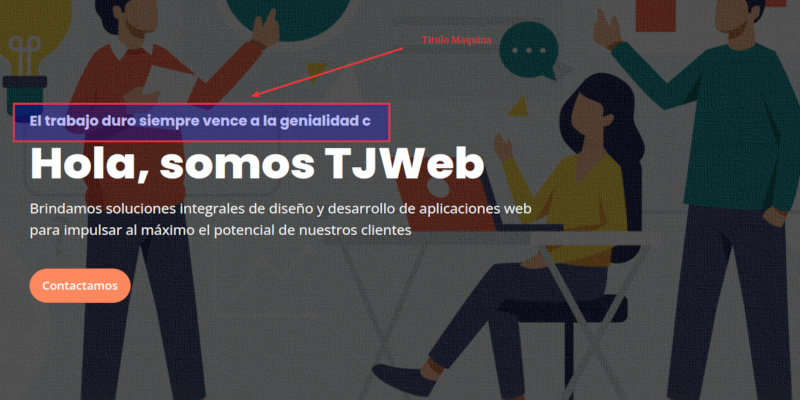 Titulo Maquina
El trabajo duro siempre vence a la genialidad c
Hola, somos TJWeb
Brindamos soluciones integrales de diseño y desarrollo de aplicaciones web
para impulsar al máximo el potencial de nuestros clientes
Contactamos